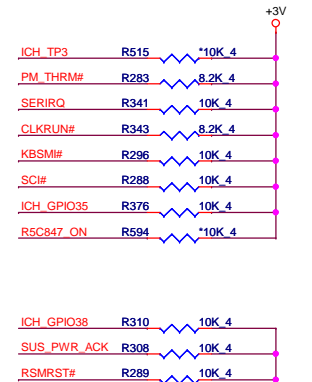 +3V
ICH_TP3 R515 *10K_4
PM_THRM# R283 8.2K_4
SERIRQ R341 10K_4
CLKRUN# R343 8.2K_4
KBSMI# R296 10K_4
SCI# R288 10K_4
ICH_GPIO35 R376 10K_4
R5C847_ON R594 *10K_4
ICH_GPIO38 R310 10K_4
SUS_PWR_ACK R308 10K_4
RSMRST# R289 10K_4